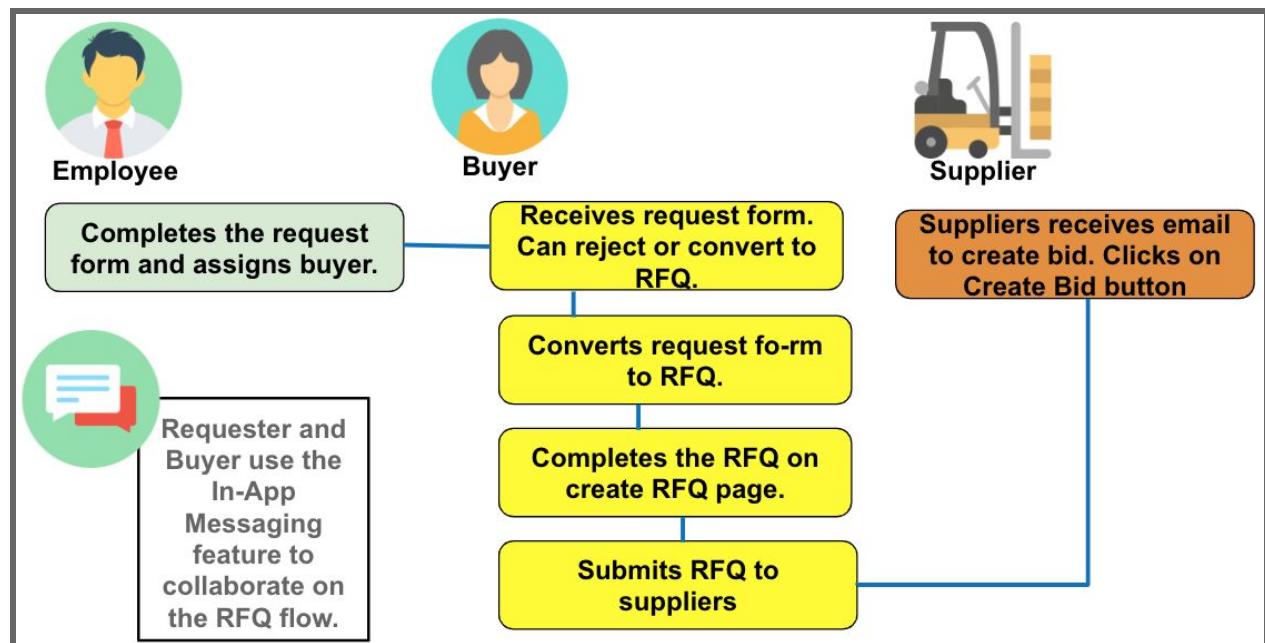 Employee
Buyer
Supplier
Completes the request
form and assigns buyer.
Receives request form.
Can reject or convert to
RFQ.
Suppliers receives email
to create bid. Clicks on
Create Bid button
Converts request fo-rm
to RFQ.
Completes the RFQ on
create RFQ page.
Submits RFQ to
suppliers
Requester and
Buyer use the
In-App
Messaging
feature to
collaborate on
the RFQ flow.